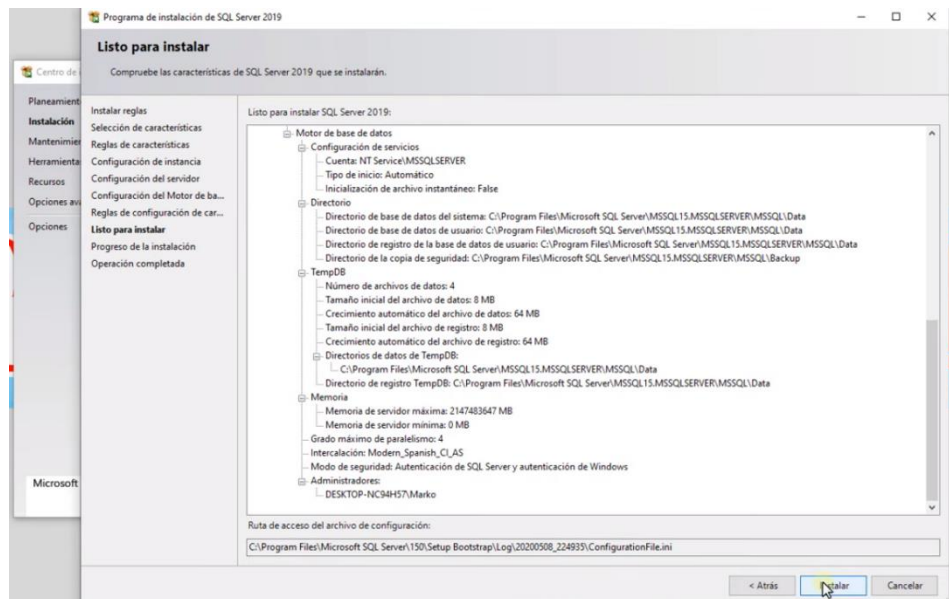 Programa de instalación de SQL Server 2019
Listo para instalar
Compruebe las características de SQL Server 2019 que se instalarán.
Centro de
Planeamient
Instalación
Mantenimier
Herramienta
Recursos
Opciones ava
Opciones
Microsoft
Instalar reglas
Selección de características
Reglas de características
Configuración de instancia
Configuración del servidor
Configuración del Motor de ba...
Reglas de configuración de car...
Listo para instalar
Progreso de la instalación
Operación completada
Listo para instalar SQL Server 2019:
Motor de base de datos
Configuración de servicios
Cuenta: NT Service\MSSQLSERVER
Tipo de inicio: Automático
Inicialización de archivo instantáneo: False
Directorio
Directorio de base de datos del sistema: C:\Program Files\Microsoft SQL Server\MSSQL15.MSSQLSERVER\MSSQL\Data
Directorio de base de datos de usuario: C:\Program Files\Microsoft SQL Server\MSSQL15.MSSQLSERVER\MSSQL\Data
Directorio de registro de la base de datos de usuario: C:\Program Files\Microsoft SQL Server\MSSQL15.MSSQLSERVER\MSSQL\Data
Directorio de la copia de seguridad: C:\Program Files\Microsoft SQL Server\MSSQL15.MSSQLSERVER\MSSQL\Backup
TempDB
Número de archivos de datos: 4
Tamaño inicial del archivo de datos: 8 MB
Crecimiento automático del archivo de datos: 64 MB
Tamaño inicial del archivo de registro: 8 MB
Crecimiento automático del archivo de registro: 64 MB
Directorios de datos de TempDB:
C:\Program Files\Microsoft SQL Server\MSSQL15.MSSQLSERVER\MSSQL\Data
Directorio de registro TempDB: C:\Program Files\Microsoft SQL Server\MSSQL15.MSSQLSERVER\MSSQL\Data
Memoria
Memoria de servidor máxima: 2147483647 MB
Memoria de servidor mínima: 0 MB
Grado máximo de paralelismo: 4
Intercalación: Modern_Spanish_CI_AS
Modo de seguridad: Autenticación de SQL Server y autenticación de Windows
Administradores:
DESKTOP-NC94H57\Marko
Ruta de acceso del archivo de configuración:
C:\Program Files\Microsoft SQL Server\150\Setup Bootstrap\Log\20200508_224935\ConfigurationFile.ini
< Atrás
Instalar
Cancelar